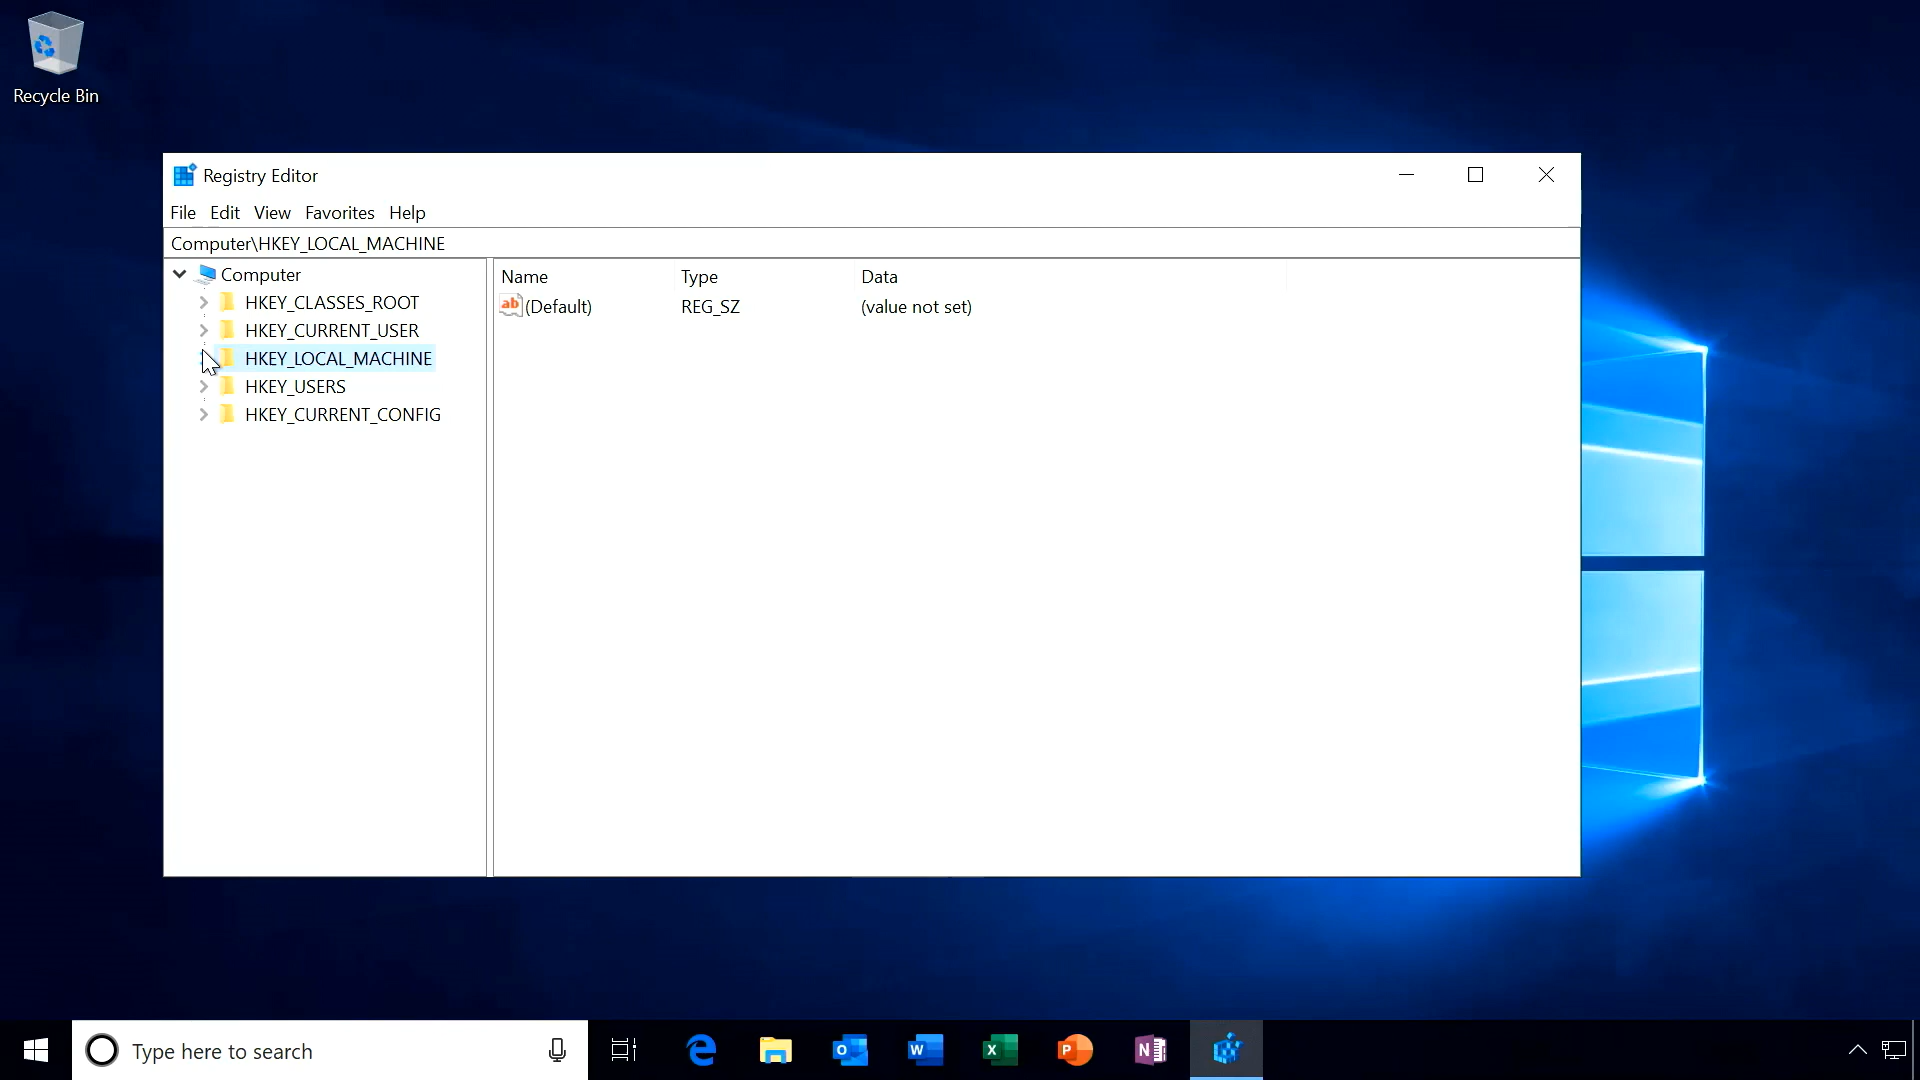 Recycle Bin
Registry Editor
File Edit View Favorites Help
Computer\HKEY_LOCAL_MACHINE
Computer
HKEY_CLASSES_ROOT
HKEY_CURRENT_USER
HKEY_LOCAL_MACHINE
HKEY_USERS
HKEY_CURRENT_CONFIG
Name Type Data
ab (Default) REG_SZ (value not set)
Type here to search
O W X P N